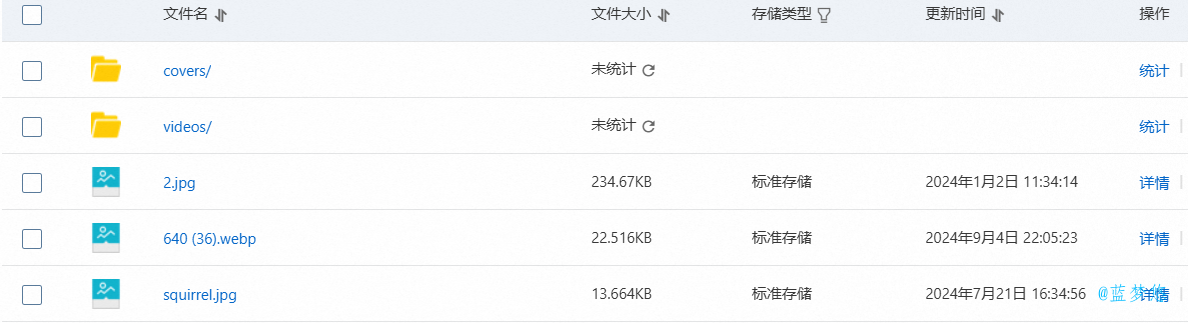 文件名 文件大小 存储类型 更新时间 操作
covers/ 未统计 统计
videos/ 未统计 统计
2.jpg 234.67KB 标准存储 2024年1月2日 11:34:14 详情
640 (36).webp 22.516KB 标准存储 2024年9月4日 22:05:23 详情
squirrel.jpg 13.664KB 标准存储 2024年7月21日 16:34:56 详情
@蓝梦